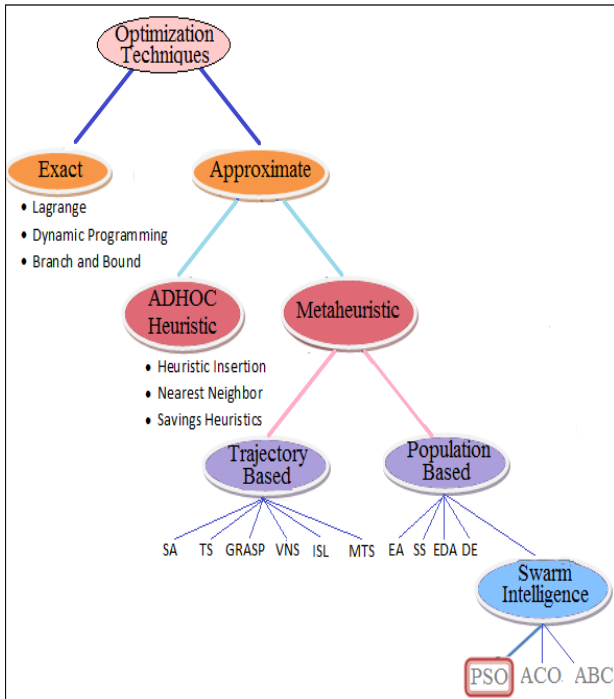 Optimization
Techniques
Exact
Approximate
• Lagrange
• Dynamic Programming
• Branch and Bound
ADHOC
Heuristic
Metaheuristic
• Heuristic Insertion
• Nearest Neighbor
• Savings Heuristics
Trajectory
Based
Population
Based
SA TS GRASP VNS ISL MTS EA SS EDA DE
Swarm
Intelligence
PSO ACO ABC